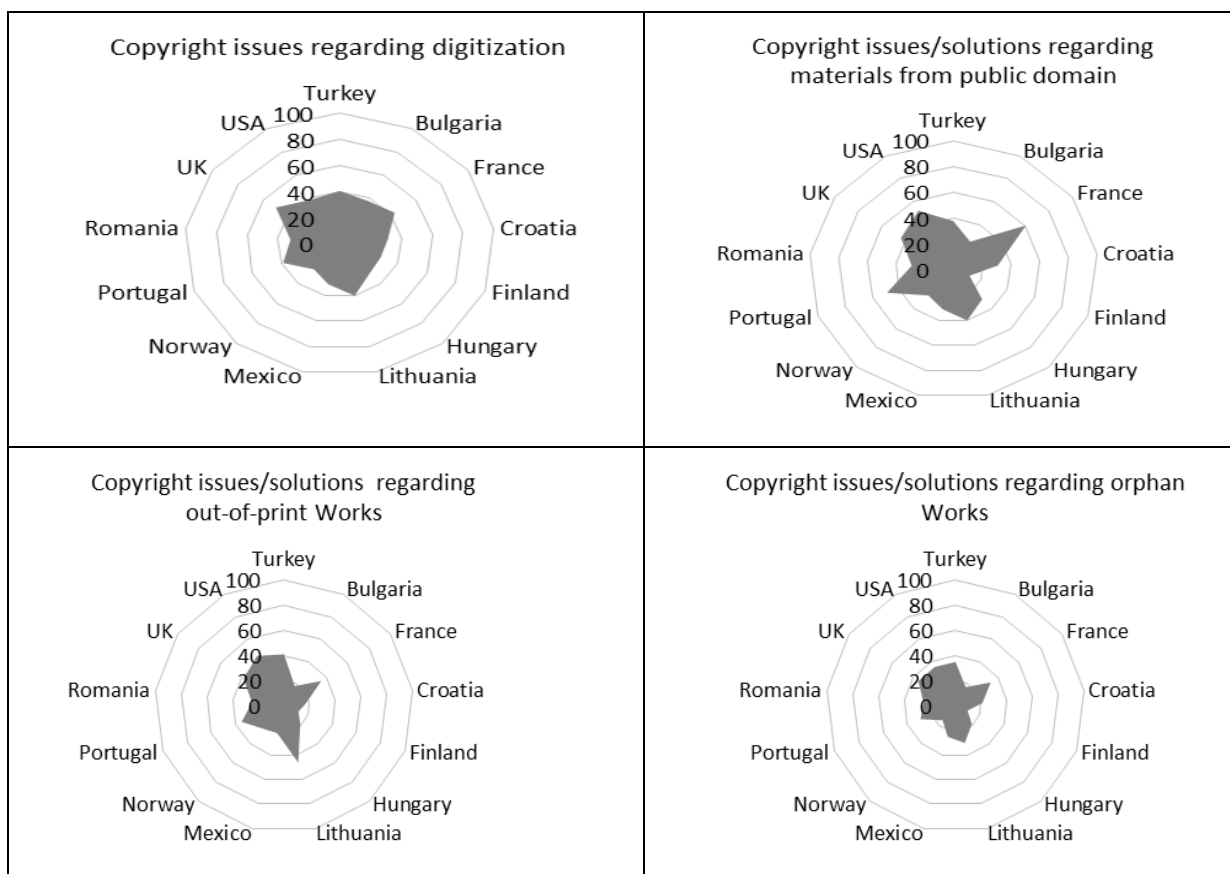 Copyright issues regarding digitization
Turkey
100
USA
Bulgaria
80
UK
60
France
40
Romania
20
Croatia
0
Portugal
Finland
Norway
Hungary
Mexico
Lithuania
Copyright issues/solutions regarding
materials from public domain
Turkey
100
USA
Bulgaria
80
UK
60
France
40
Romania
20
Croatia
0
Portugal
Finland
Norway
Hungary
Mexico
Lithuania
Copyright issues/solutions regarding
out-of-print Works
Turkey
100
USA
Bulgaria
80
UK
60
France
40
Romania
20
Croatia
0
Portugal
Finland
Norway
Hungary
Mexico
Lithuania
Copyright issues/solutions regarding orphan
Works
Turkey
100
USA
Bulgaria
80
UK
60
France
40
Romania
20
Croatia
0
Portugal
Finland
Norway
Hungary
Mexico
Lithuania